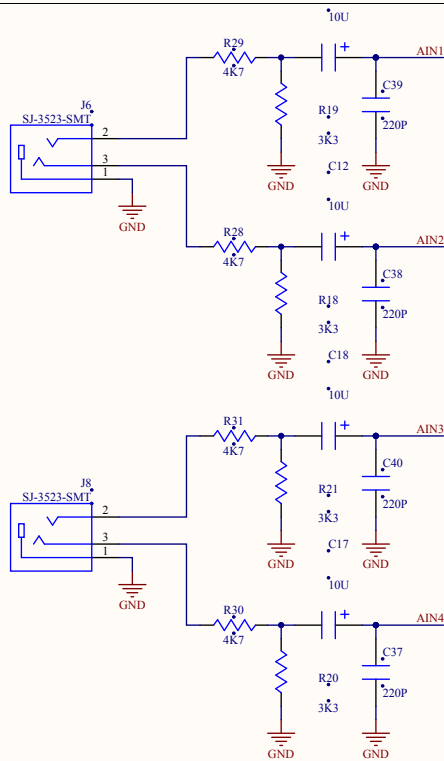 10U
R29
4K7
AIN1
J6
SJ-3523-SMT
C39
2
R19
220P
3K3
3
1
C12
GND
GND
GND
10U
R28
4K7
AIN2
C38
R18
220P
3K3
C18
GND
GND
10U
R31
4K7
AIN3
J8
SJ-3523-SMT
C40
2
R21
220P
3K3
3
1
C17
GND
GND
GND
10U
R30
4K7
AIN4
C37
R20
220P
3K3
GND
GND